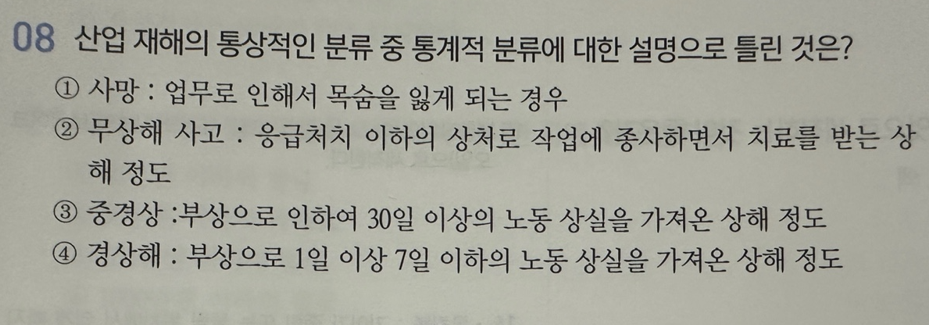 08 산업 재해의 통상적인 분류 중 통계적 분류에 대한 설명으로 틀린 것은?
① 사망 : 업무로 인해서 목숨을 잃게 되는 경우
② 무상해 사고 : 응급처치 이하의 상처로 작업에 종사하면서 치료를 받는 상
해 정도
③ 중경상 :부상으로 인하여 30일 이상의 노동 상실을 가져온 상해 정도
④ 경상해 : 부상으로 1일 이상 7일 이하의 노동 상실을 가져온 상해 정도